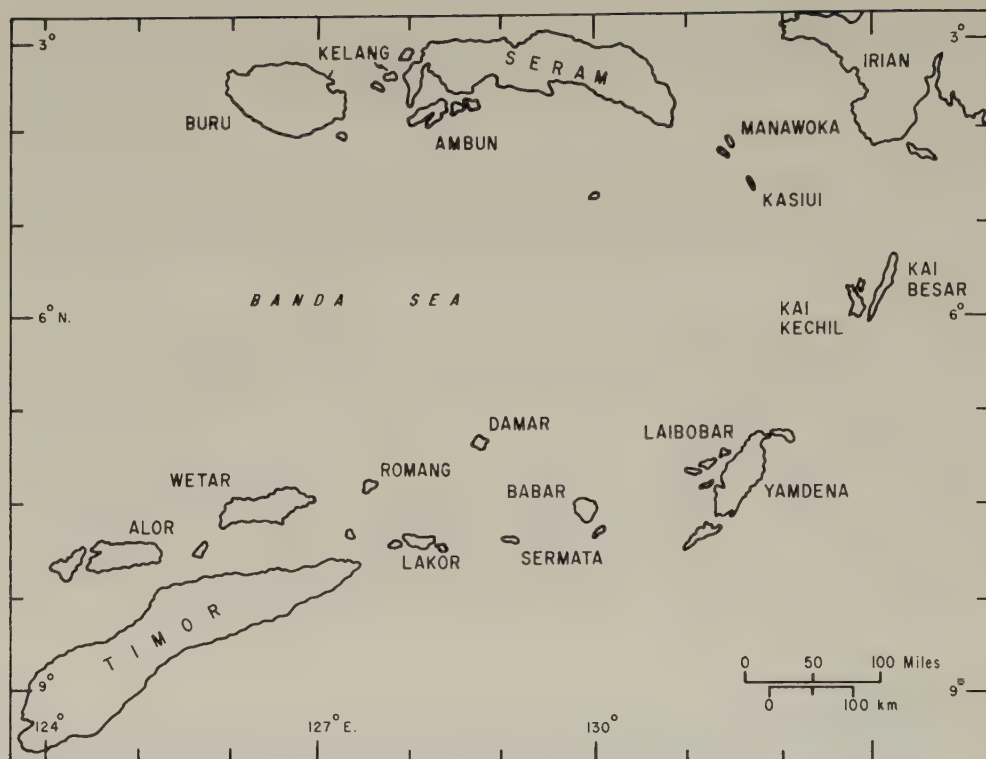 3°
3°
KELANG
SERAM
IRIAN
BURU
AMBUN
MANAWOKA
KASIUI
KAI
BESAR
BANDA SEA
6° N.
KAI
KECHIL
6°
DAMAR
LAIBOBAR
WETAR
ROMANG
BABAR
YAMDENA
ALOR
LAKOR
SERMATA
TIMOR
0 50 100 Miles
9°
9°
0 100 km
124°
127° E.
130°